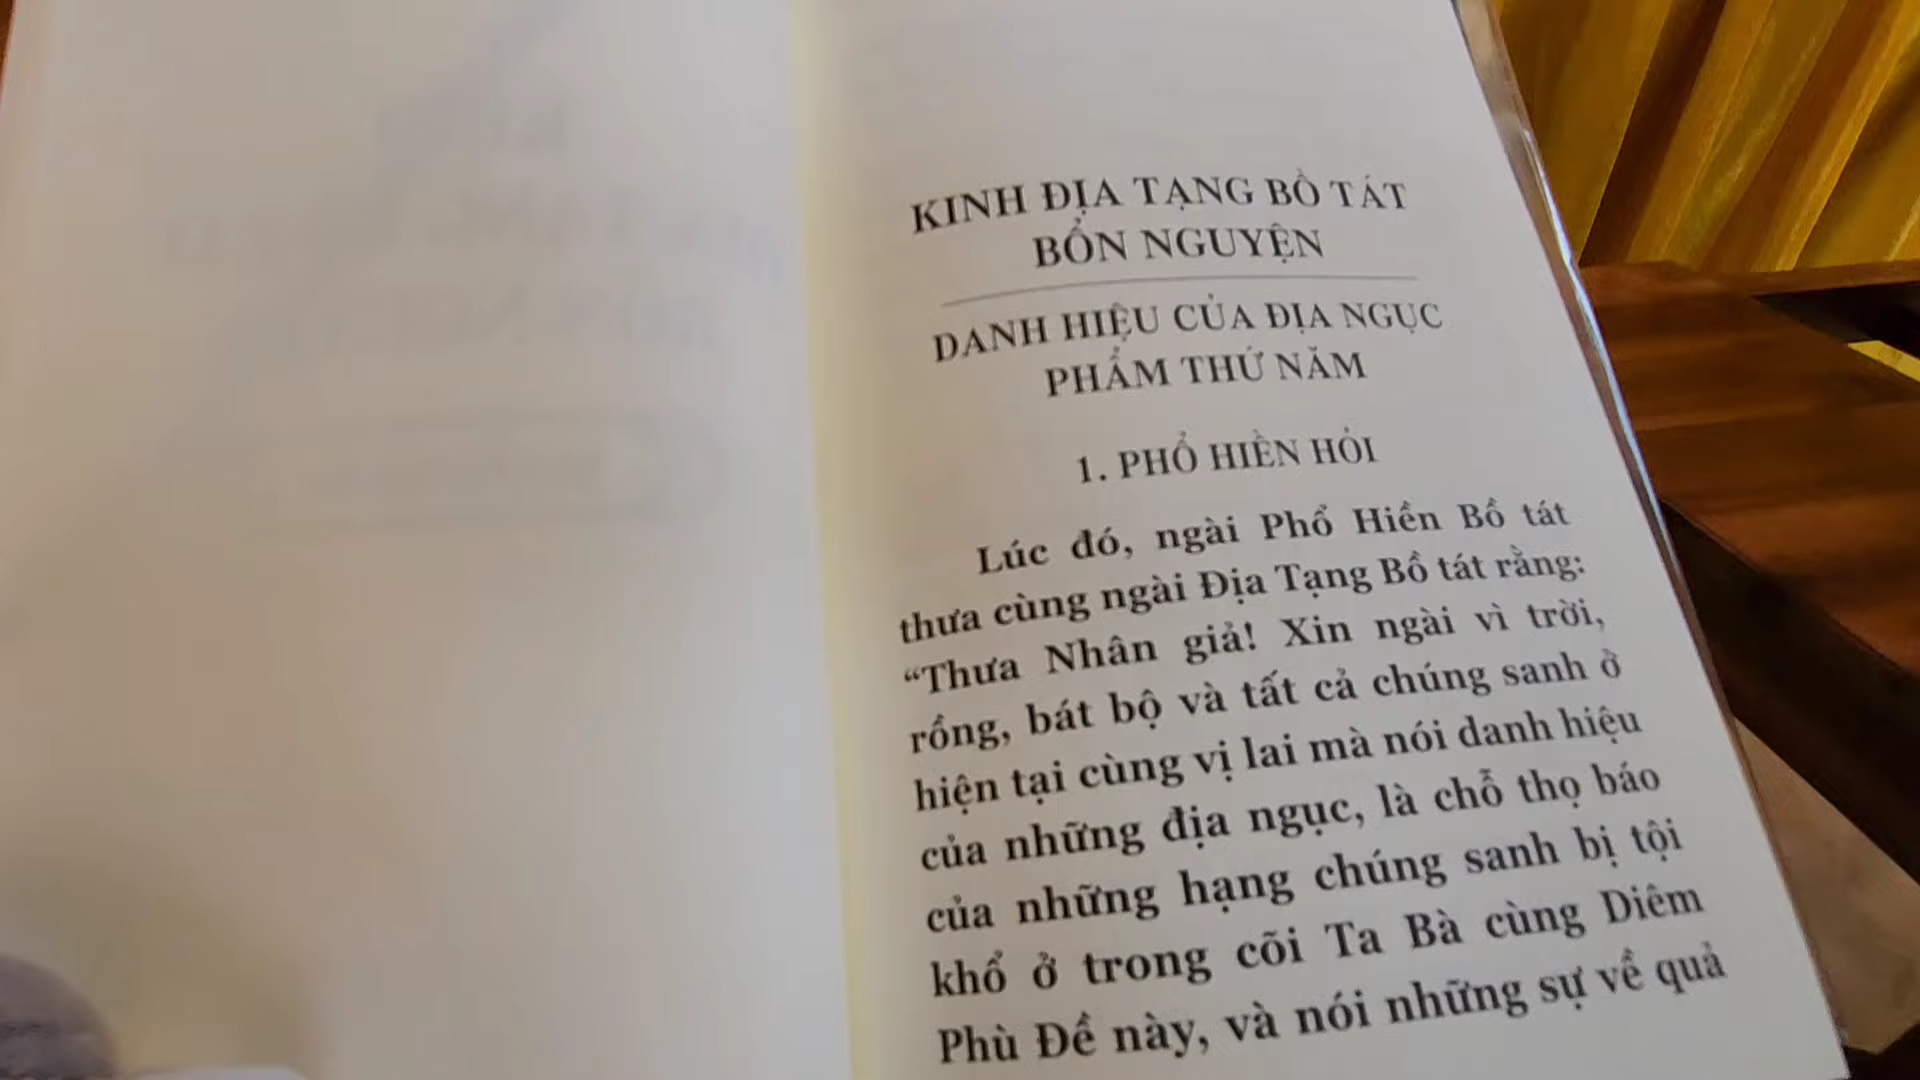 KINH ĐỊA TẠNG BỒ TÁT
BỔN NGUYỆN
DANH HIỆU CỦA ĐỊA NGỤC
PHẨM THỨ NĂM
1. PHỔ HIỀN HỎI
Lúc đó, ngài Phổ Hiền Bồ tát
thưa cùng ngài Địa Tạng Bồ tát rằng:
“Thưa Nhân giả! Xin ngài vì trời,
rồng, bát bộ và tất cả chúng sanh ở
hiện tại cùng vị lai mà nói danh hiệu
của những địa ngục, là chỗ thọ báo
của những hạng chúng sanh bị tội
khổ ở trong cõi Ta Bà cùng Diêm
Phù Đề này, và nói những sự về quả